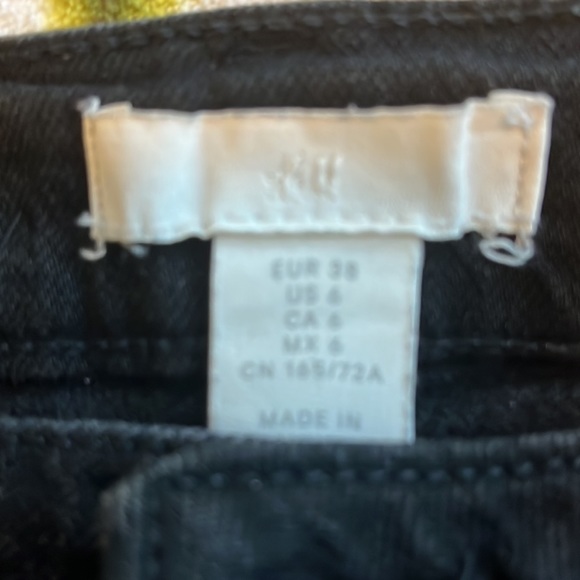 EUR 38
US 6
CA 6
MX 6
CN 165/72A
MADE IN